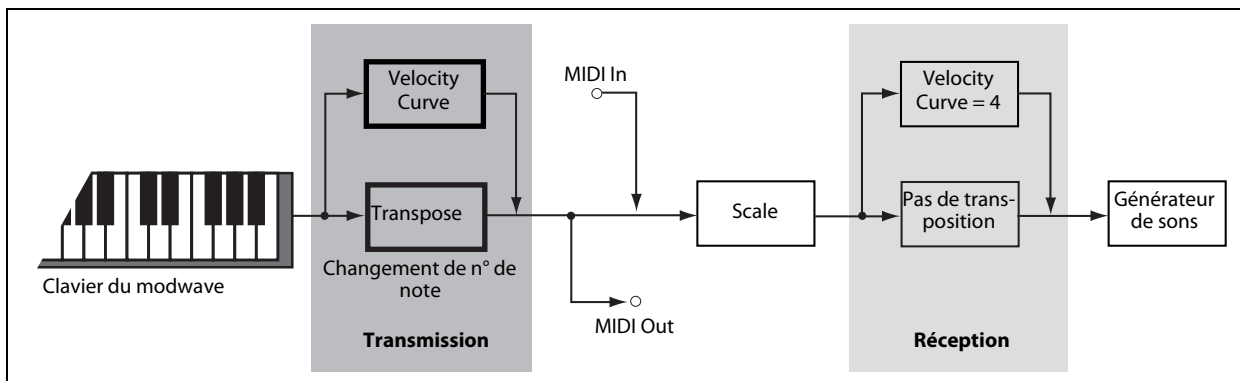 Velocity
Curve
MIDI In
Velocity
Curve = 4
Transpose
Scale
Pas de trans-
position
Générateur
de sons
Clavier du modwave
Changement de n° de
note
MIDI Out
Transmission
Réception